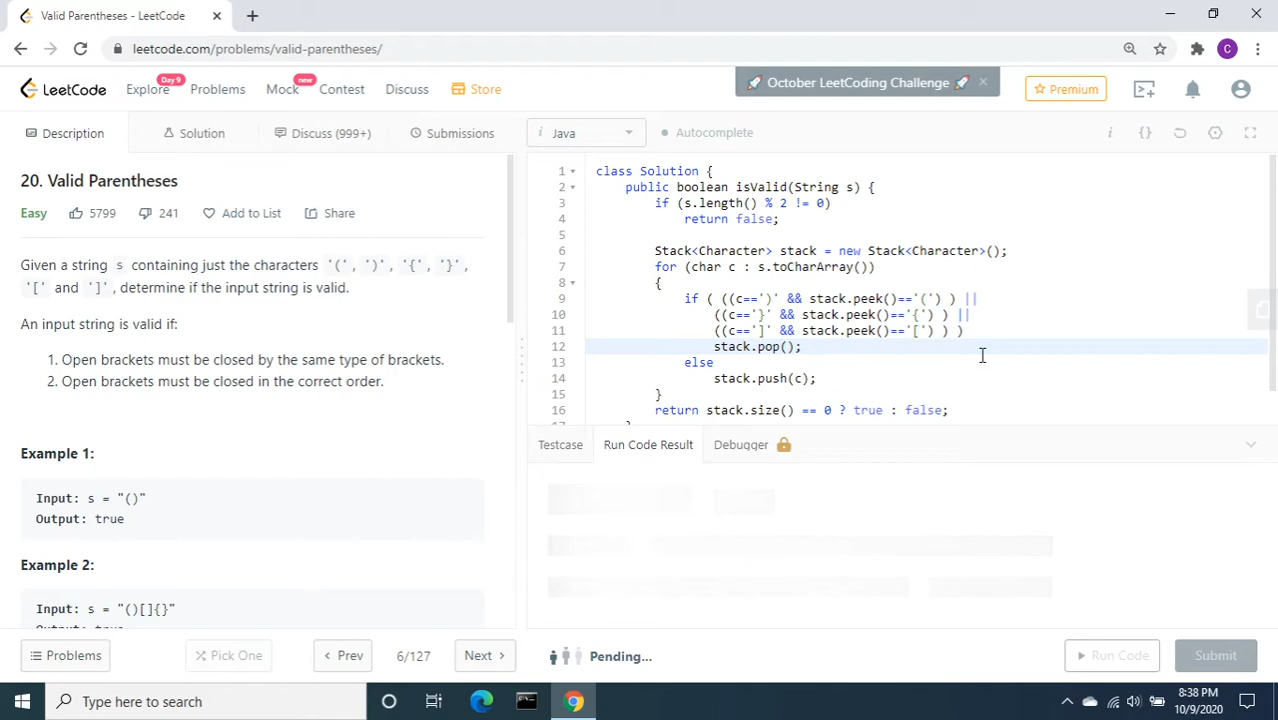 Valid Parentheses - LeetCode
leetcode.com/problems/valid-parentheses/
C
LeetCode
Explore
Day 9
Problems
Mock
new
Contest
Discuss
Store
🚀 October LeetCoding Challenge 🚀
Premium
Description
Solution
Discuss (999+)
Submissions
i Java
Autocomplete
i {}
20. Valid Parentheses
Easy 5799 241 Add to List Share
Given a string s containing just the characters '(', ')', '{', '}',
'[' and ']', determine if the input string is valid.
An input string is valid if:
1. Open brackets must be closed by the same type of brackets.
2. Open brackets must be closed in the correct order.
Example 1:
Input: s = "()"
Output: true
Example 2:
Input: s = "()[]{}"
1 class Solution {
2 public boolean isValid(String s) {
3 if (s.length() % 2 != 0)
4 return false;
5
6 Stack<Character> stack = new Stack<Character>();
7 for (char c : s.toCharArray())
8 {
9 if ( ((c==')' && stack.peek()=='(') ) ||
10 ((c=='}' && stack.peek()=='{') ) ||
11 ((c==']' && stack.peek()=='[') ) )
12 stack.pop();
13 else
14 stack.push(c);
15 }
16 return stack.size() == 0 ? true : false;
Testcase
Run Code Result
Debugger
Problems
Pick One
Prev
6/127
Next
Pending...
Run Code
Submit
Type here to search
8:38 PM
10/9/2020